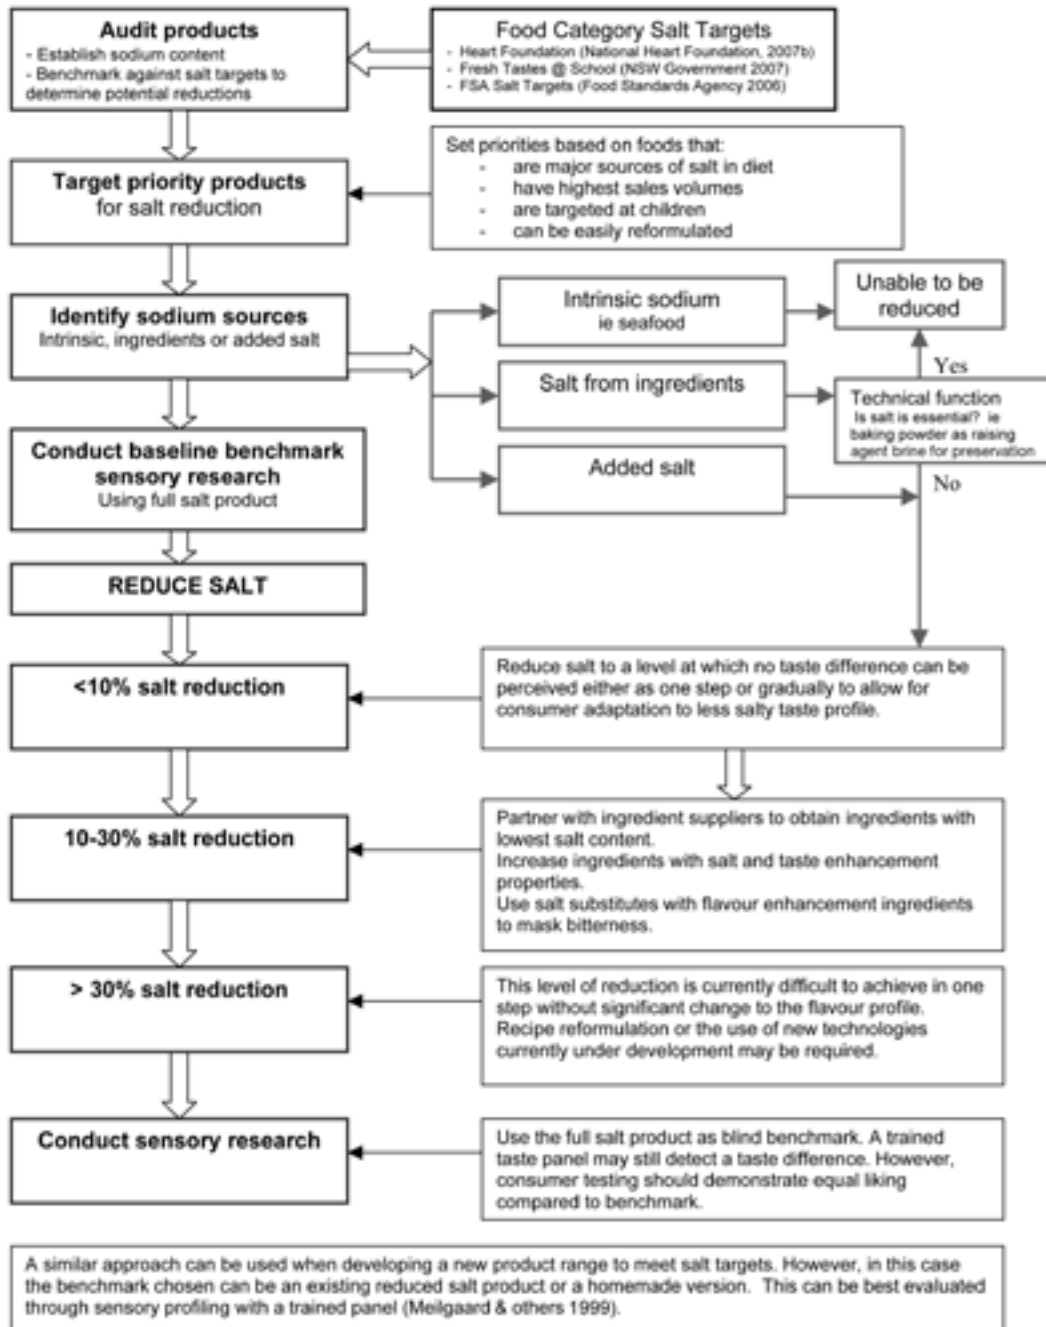 Audit products
- Establish sodium content
- Benchmark against salt targets to
determine potential reductions
Food Category Salt Targets
- Heart Foundation (National Heart Foundation, 2007b)
- Fresh Tastes @ School (NSW Government 2007)
- FSA Salt Targets (Food Standards Agency 2006)
Target priority products
for salt reduction
Set priorities based on foods that:
- are major sources of salt in diet
- have highest sales volumes
- are targeted at children
- can be easily reformulated
Identify sodium sources
Intrinsic, ingredients or added salt
Intrinsic sodium
ie seafood
Unable to be
reduced
Salt from ingredients
Yes
Technical function
Is salt is essential? ie
baking powder as raising
agent brine for preservation
Added salt
No
Conduct baseline benchmark
sensory research
Using full salt product
REDUCE SALT
<10% salt reduction
Reduce salt to a level at which no taste difference can be
perceived either as one step or gradually to allow for
consumer adaptation to less salty taste profile.
10-30% salt reduction
Partner with ingredient suppliers to obtain ingredients with
lowest salt content.
Increase ingredients with salt and taste enhancement
properties.
Use salt substitutes with flavour enhancement ingredients
to mask bitterness.
> 30% salt reduction
This level of reduction is currently difficult to achieve in one
step without significant change to the flavour profile.
Recipe reformulation or the use of new technologies
currently under development may be required.
Conduct sensory research
Use the full salt product as blind benchmark. A trained
taste panel may still detect a taste difference. However,
consumer testing should demonstrate equal liking
compared to benchmark.
A similar approach can be used when developing a new product range to meet salt targets. However, in this case
the benchmark chosen can be an existing reduced salt product or a homemade version. This can be best evaluated
through sensory profiling with a trained panel (Meilgaard & others 1999).